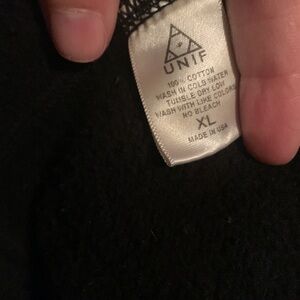 UNIF
100% COTTON
WASH IN COLD WATER
TUMBLE DRY LOW
WASH WITH LIKE COLORS
NO BLEACH
XL
MADE IN USA